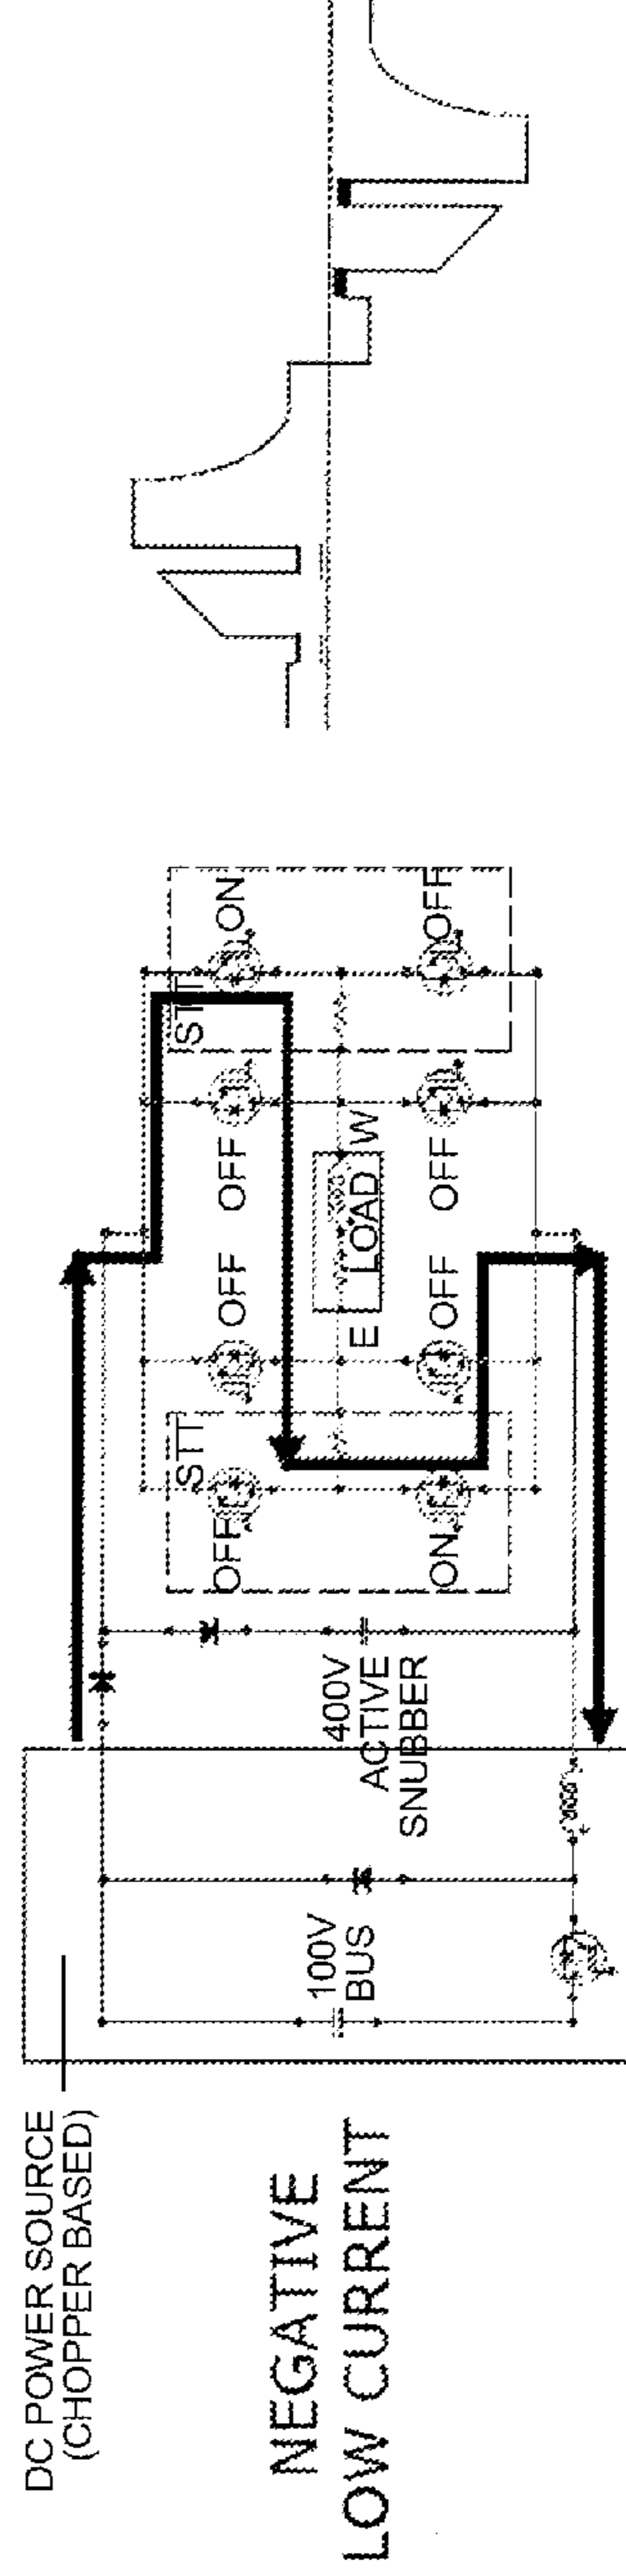 DC POWER SOURCE
(CHOPPER BASED)
NEGATIVE
LOW CURRENT
100V
BUS
400V
ACTIVE
SNUBBER
STT
OFF
ON
OFF
OFF
E LOAD W
OFF
OFF
STT
ON
OFF